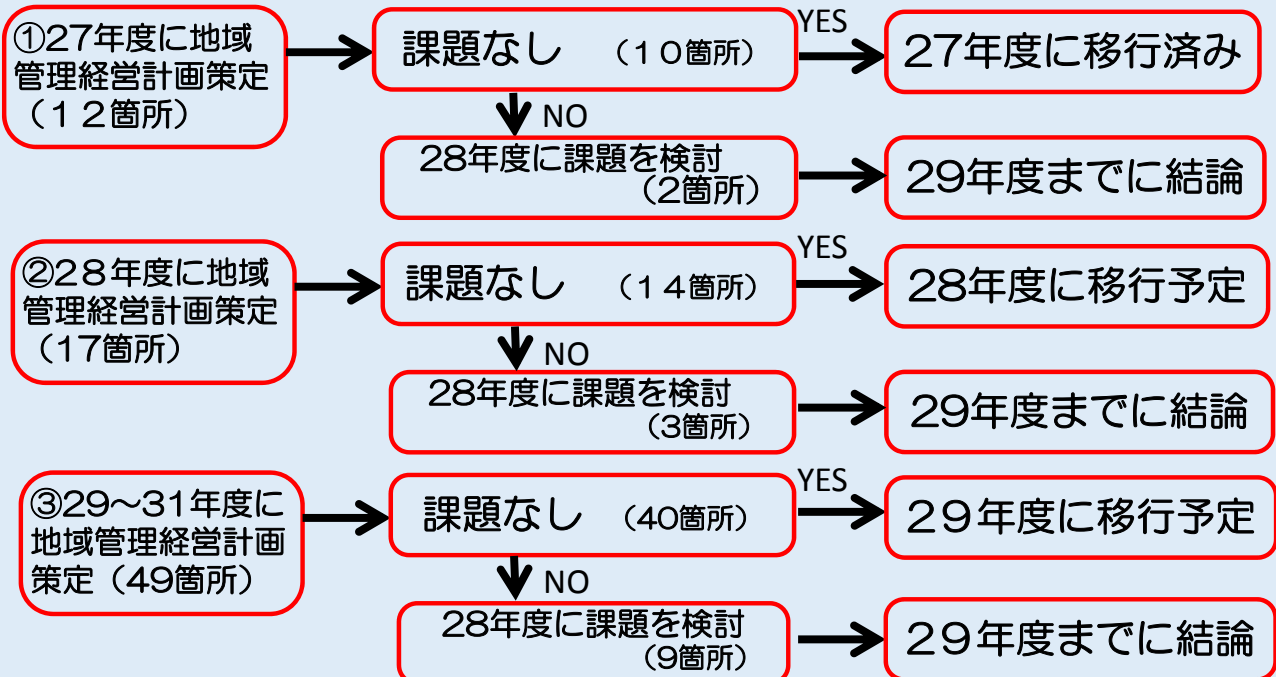 ①27年度に地域
管理経営計画策定
(１２箇所)
課題なし (１０箇所)
YES
27年度に移行済み
NO
28年度に課題を検討
(2箇所)
29年度までに結論
②28年度に地域
管理経営計画策定
(17箇所)
課題なし (１４箇所)
YES
28年度に移行予定
NO
28年度に課題を検討
(3箇所)
29年度までに結論
③29～31年度に
地域管理経営計画
策定（49箇所）
課題なし (40箇所)
YES
２９年度に移行予定
NO
28年度に課題を検討
(9箇所)
２９年度までに結論